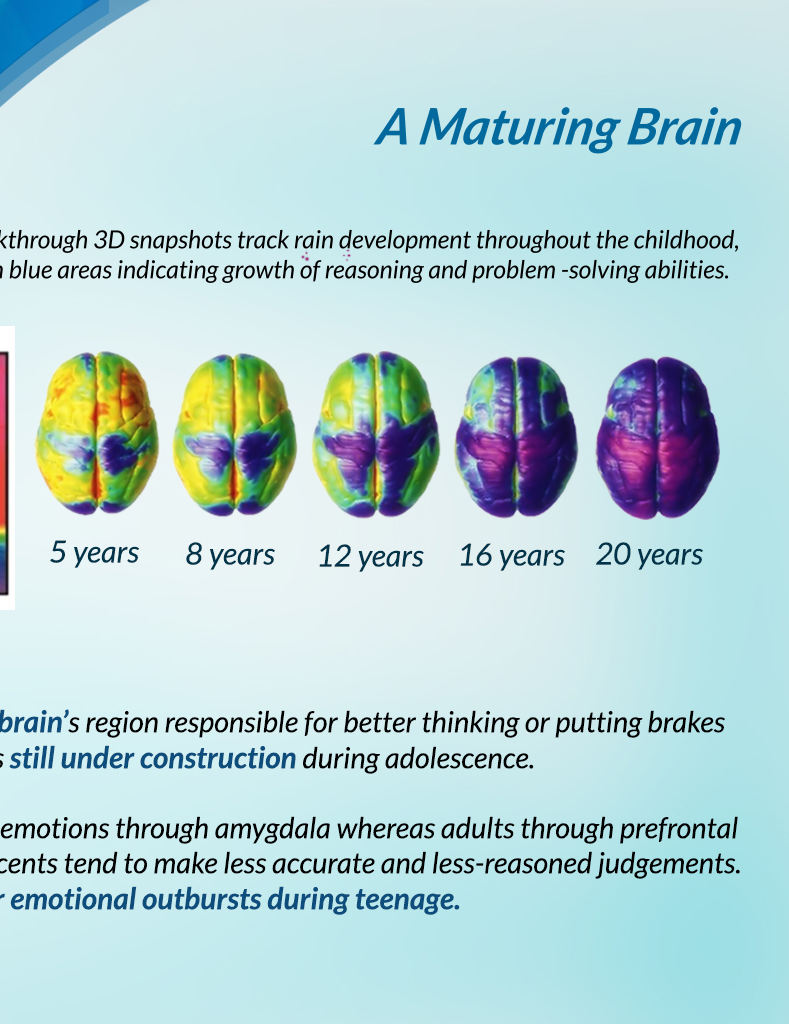 A Maturing Brain
kthrough 3D snapshots track rain development throughout the childhood,
n blue areas indicating growth of reasoning and problem -solving abilities.
5 years 8 years 12 years 16 years 20 years
brain's region responsible for better thinking or putting brakes
s still under construction during adolescence.
emotions through amygdala whereas adults through prefrontal
cents tend to make less accurate and less-reasoned judgements.
r emotional outbursts during teenage.